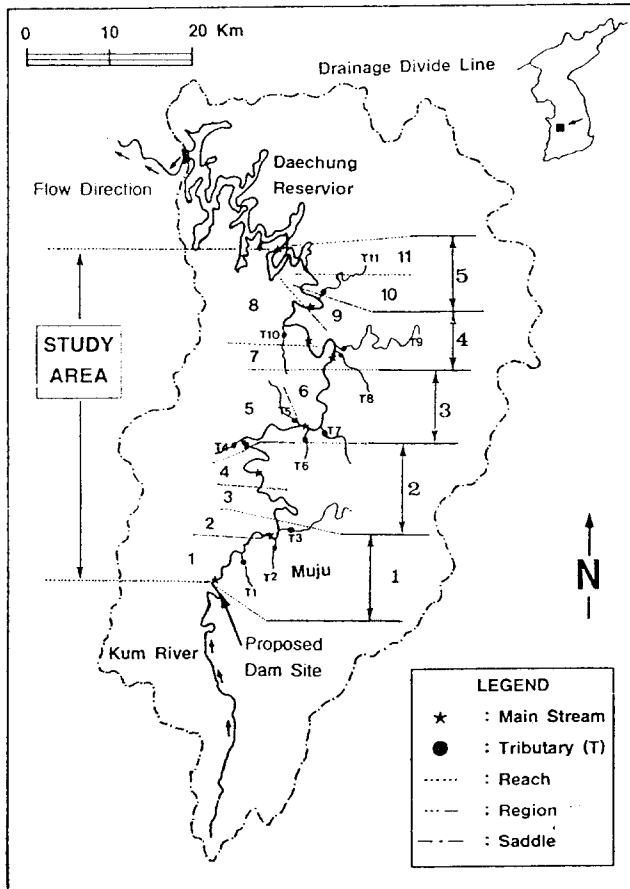 0 10 20 Km
Drainage Divide Line
Daechung
Reservior
Flow Direction
T11
11
5
10
8
9
STUDY
AREA
T10
T9
4
7
T8
6
3
5
T5
T7
T4
T6
4
2
3
2
T3
1
T2
Muju
1
T1
N
Kum River
Proposed
Dam Site
LEGEND
★ : Main Stream
● : Tributary (T)
: Reach
: Region
: Saddle